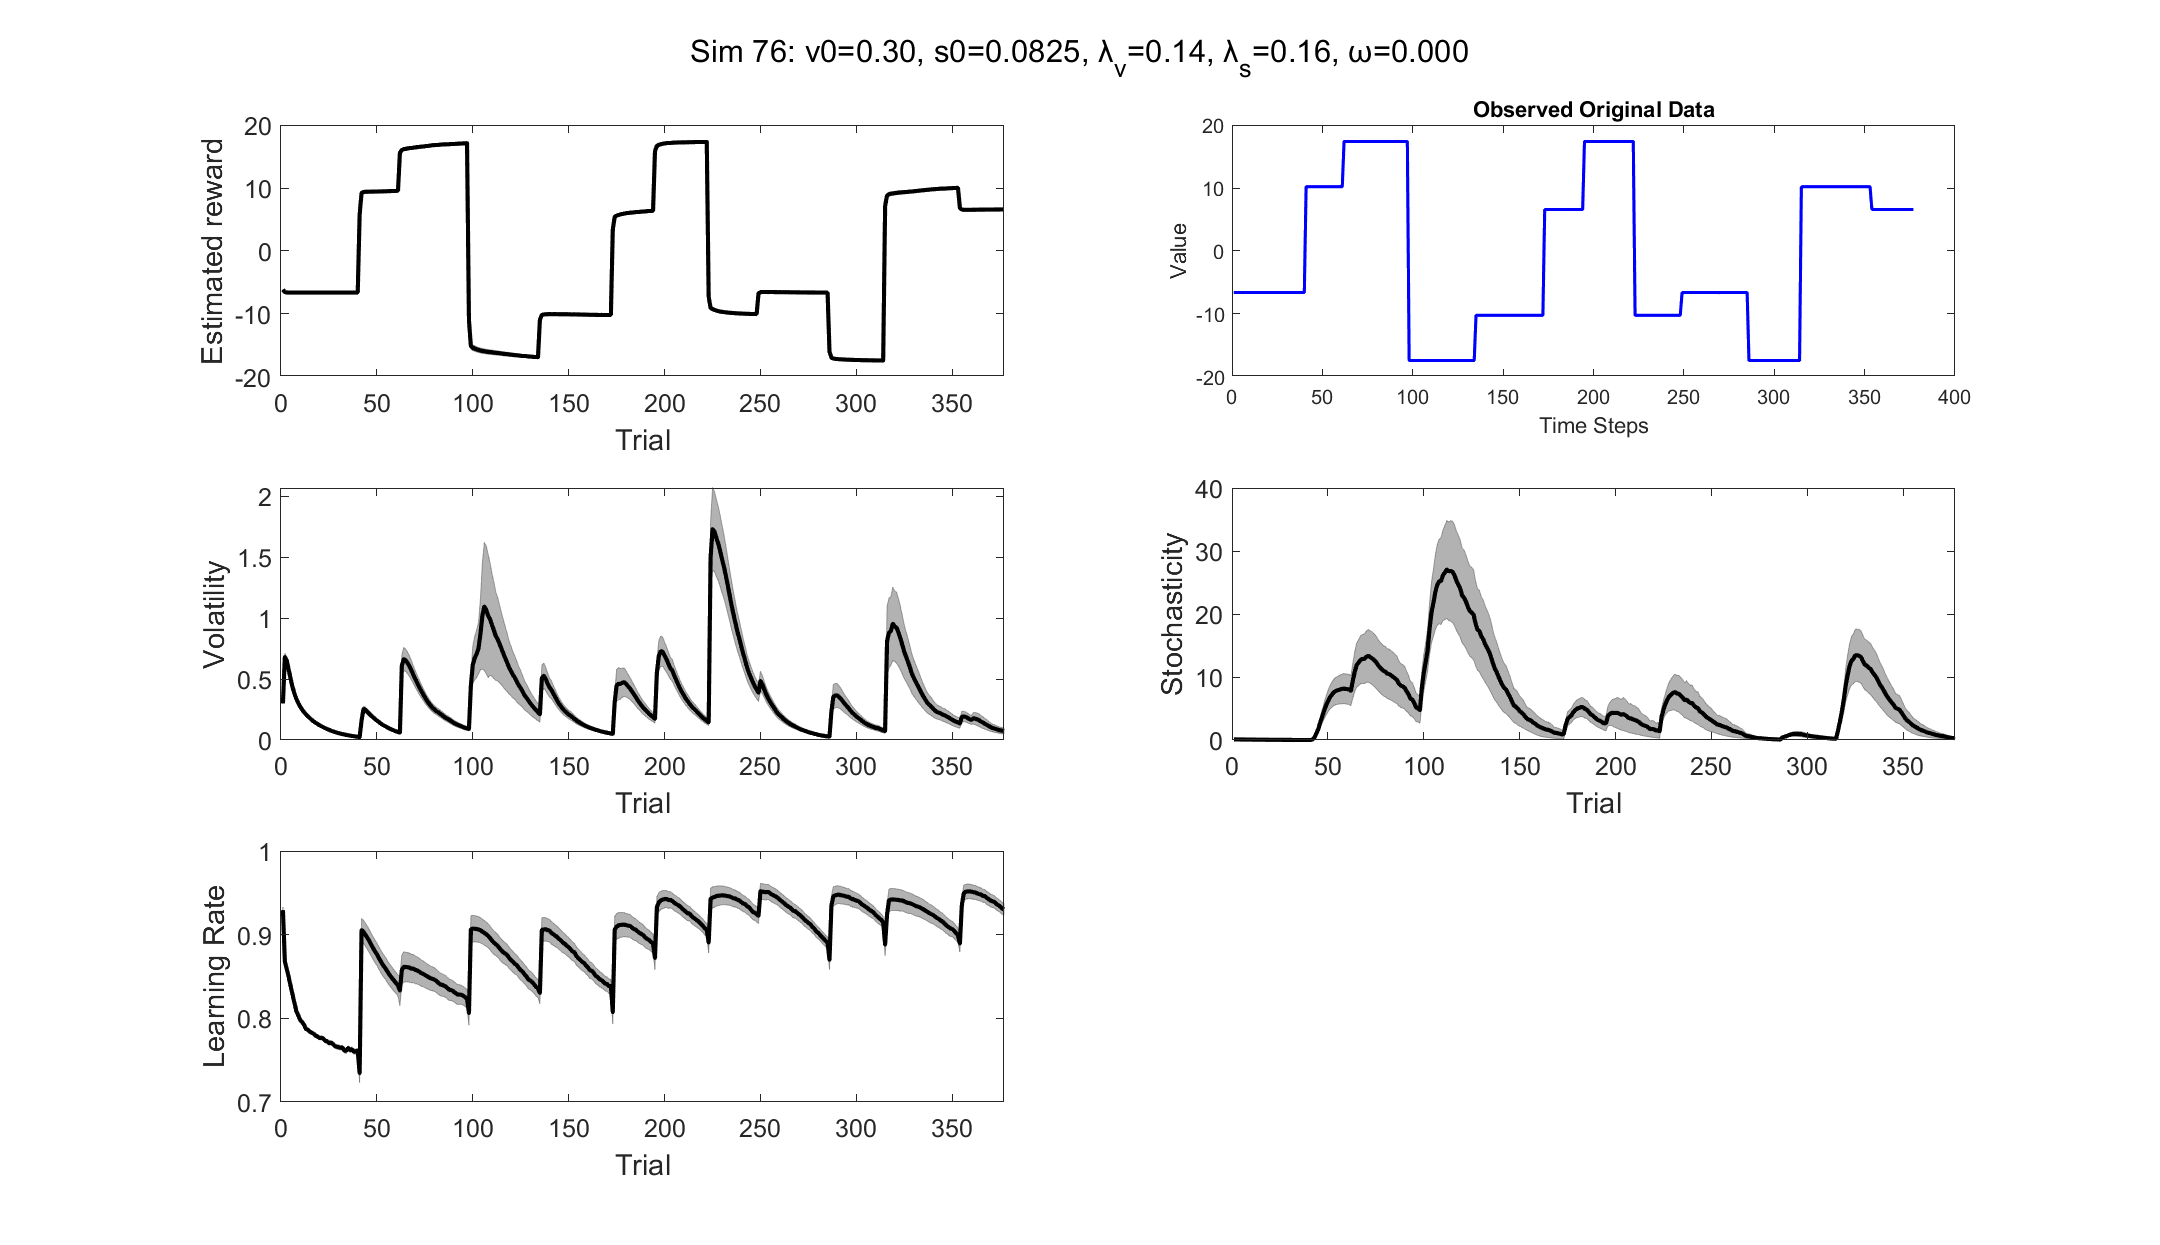 Sim 76: v0=0.30, s0=0.0825, λv=0.14, λs=0.16, ω=0.000
Estimated reward
20
10
0
-10
-20
0 50 100 150 200 250 300 350
Trial
Observed Original Data
Value
20
10
0
-10
-20
0 50 100 150 200 250 300 350 400
Time Steps
Volatility
2
1.5
1
0.5
0
0 50 100 150 200 250 300 350
Trial
Stochasticity
40
30
20
10
0
0 50 100 150 200 250 300 350
Trial
Learning Rate
1
0.9
0.8
0.7
0 50 100 150 200 250 300 350
Trial